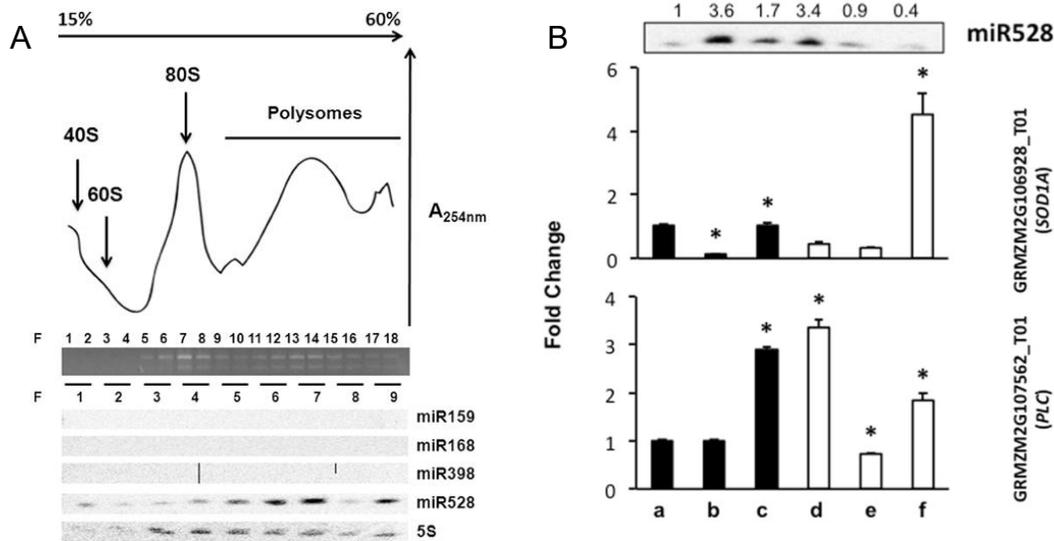 A
15% 60%
40S
60S
80S
Polysomes
A254nm
F 1 2 3 4 5 6 7 8 9 10 11 12 13 14 15 16 17 18
F 1 2 3 4 5 6 7 8 9
miR159
miR168
miR398
miR528
5S
B
1 3.6 1.7 3.4 0.9 0.4
miR528
6
4
2
0
* * *
GRMZM2G106928_T01
(SOD1A)
Fold Change
4
3
2
1
0
* * * *
GRMZM2G107562_T01
(PLC)
a b c d e f